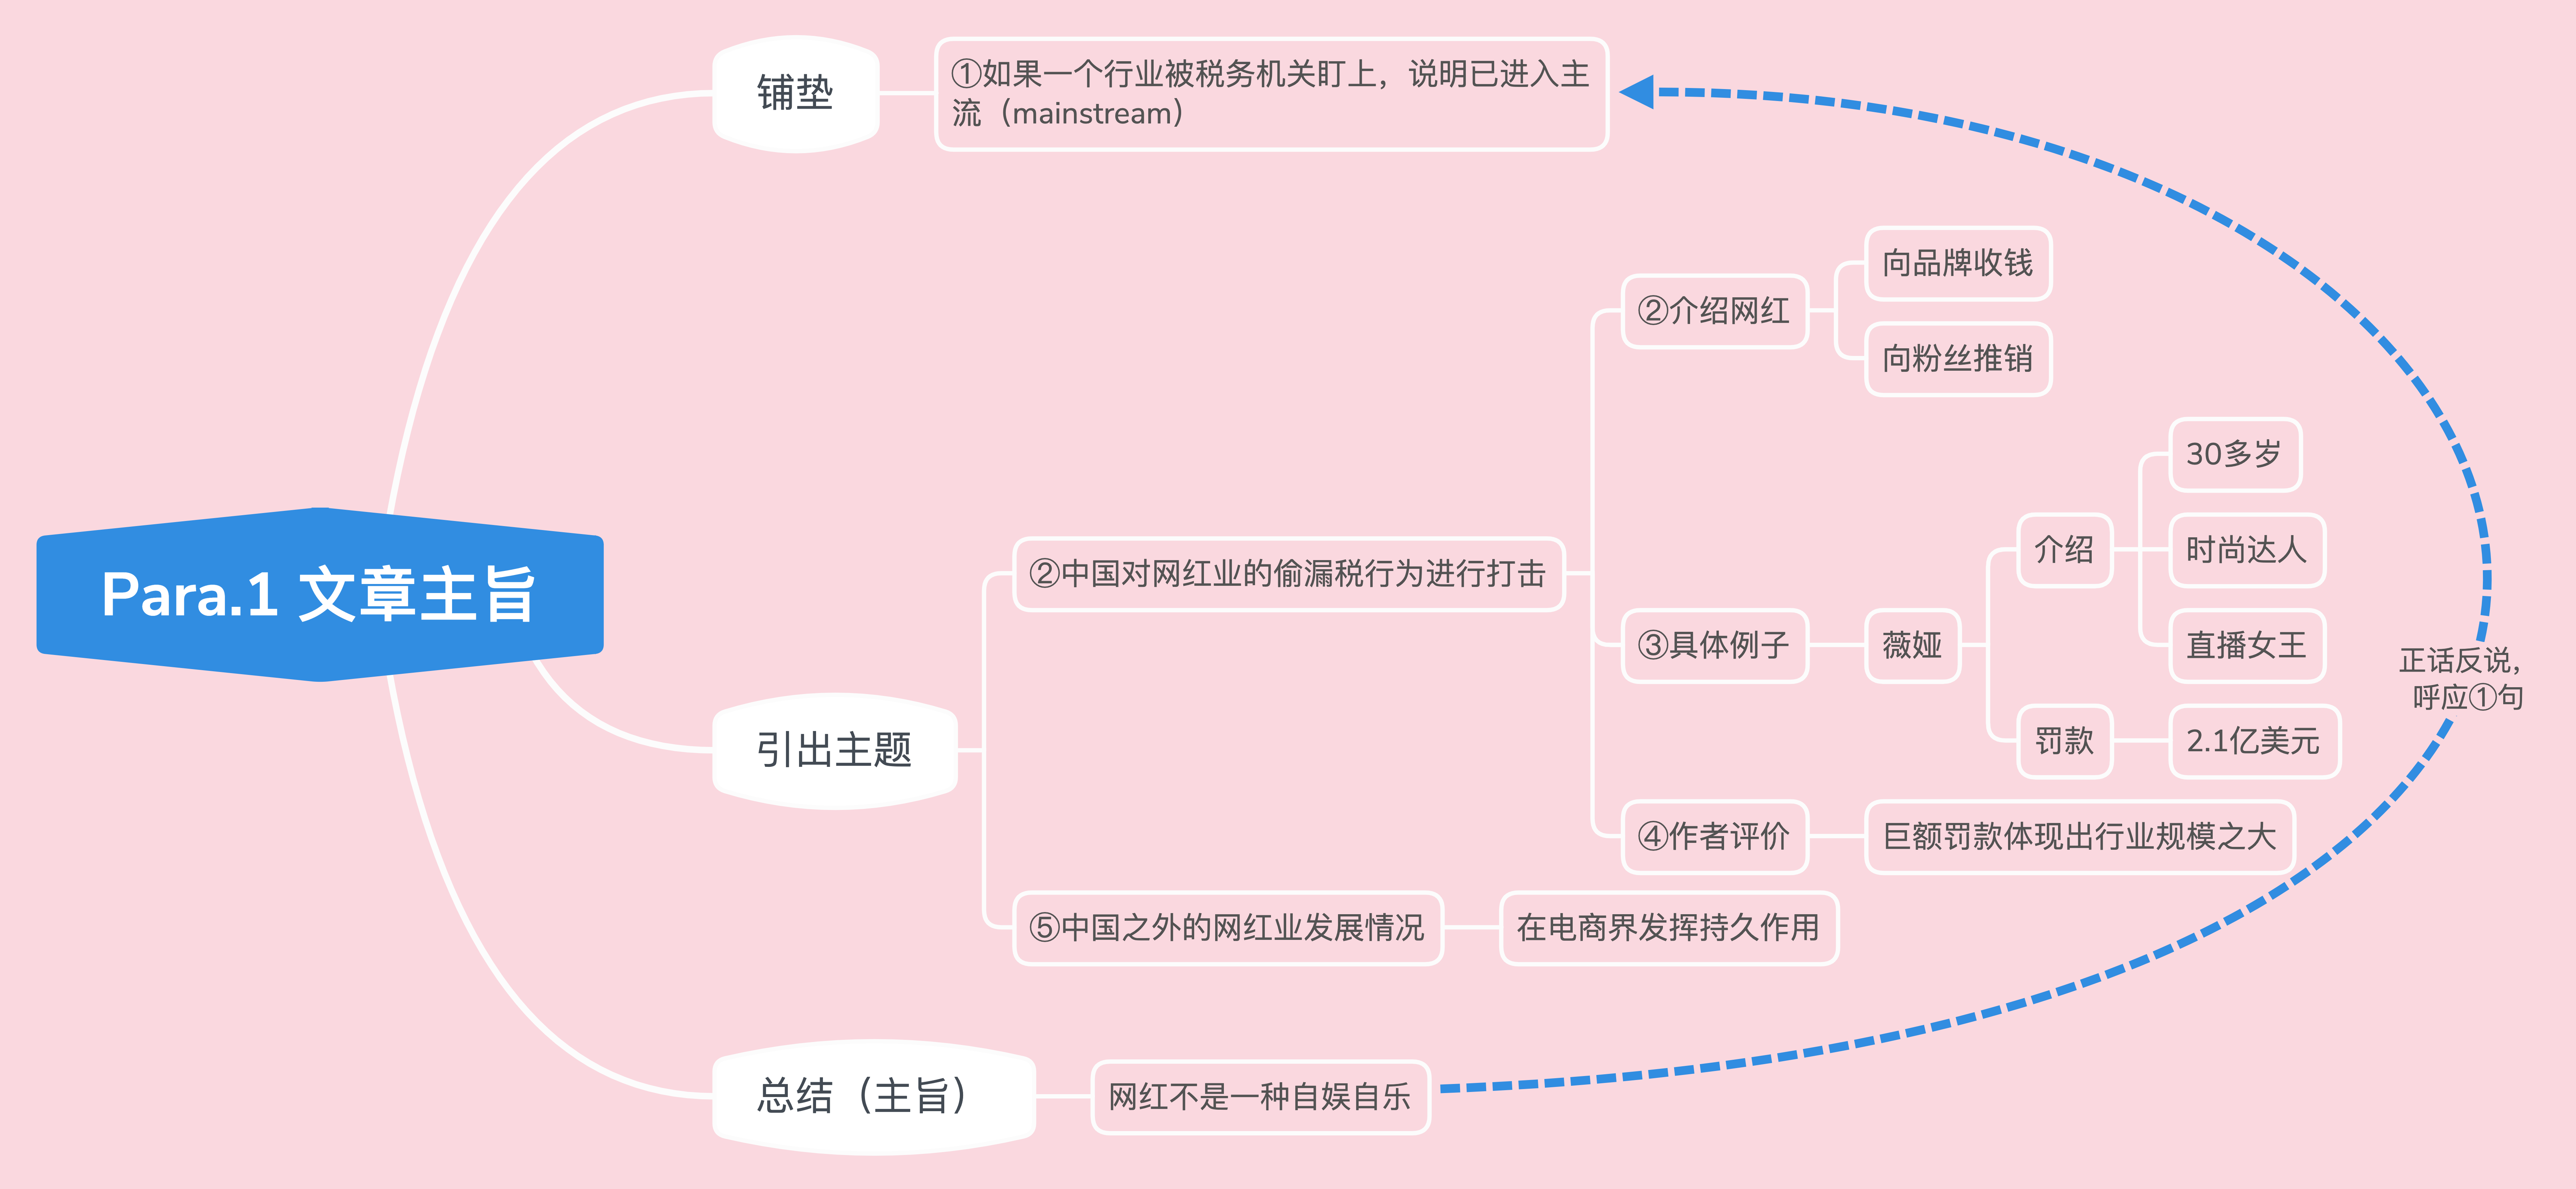 Para.1 文章主旨
铺垫
①如果一个行业被税务机关盯上，说明已进入主
流（mainstream）
引出主题
②中国对网红业的偷漏税行为进行打击
②介绍网红
向品牌收钱
向粉丝推销
③具体例子
薇娅
介绍
30多岁
时尚达人
直播女王
罚款
2.1亿美元
④作者评价
巨额罚款体现出行业规模之大
⑤中国之外的网红业发展情况
在电商界发挥持久作用
总结（主旨）
网红不是一种自娱自乐
正话反说，
呼应①句